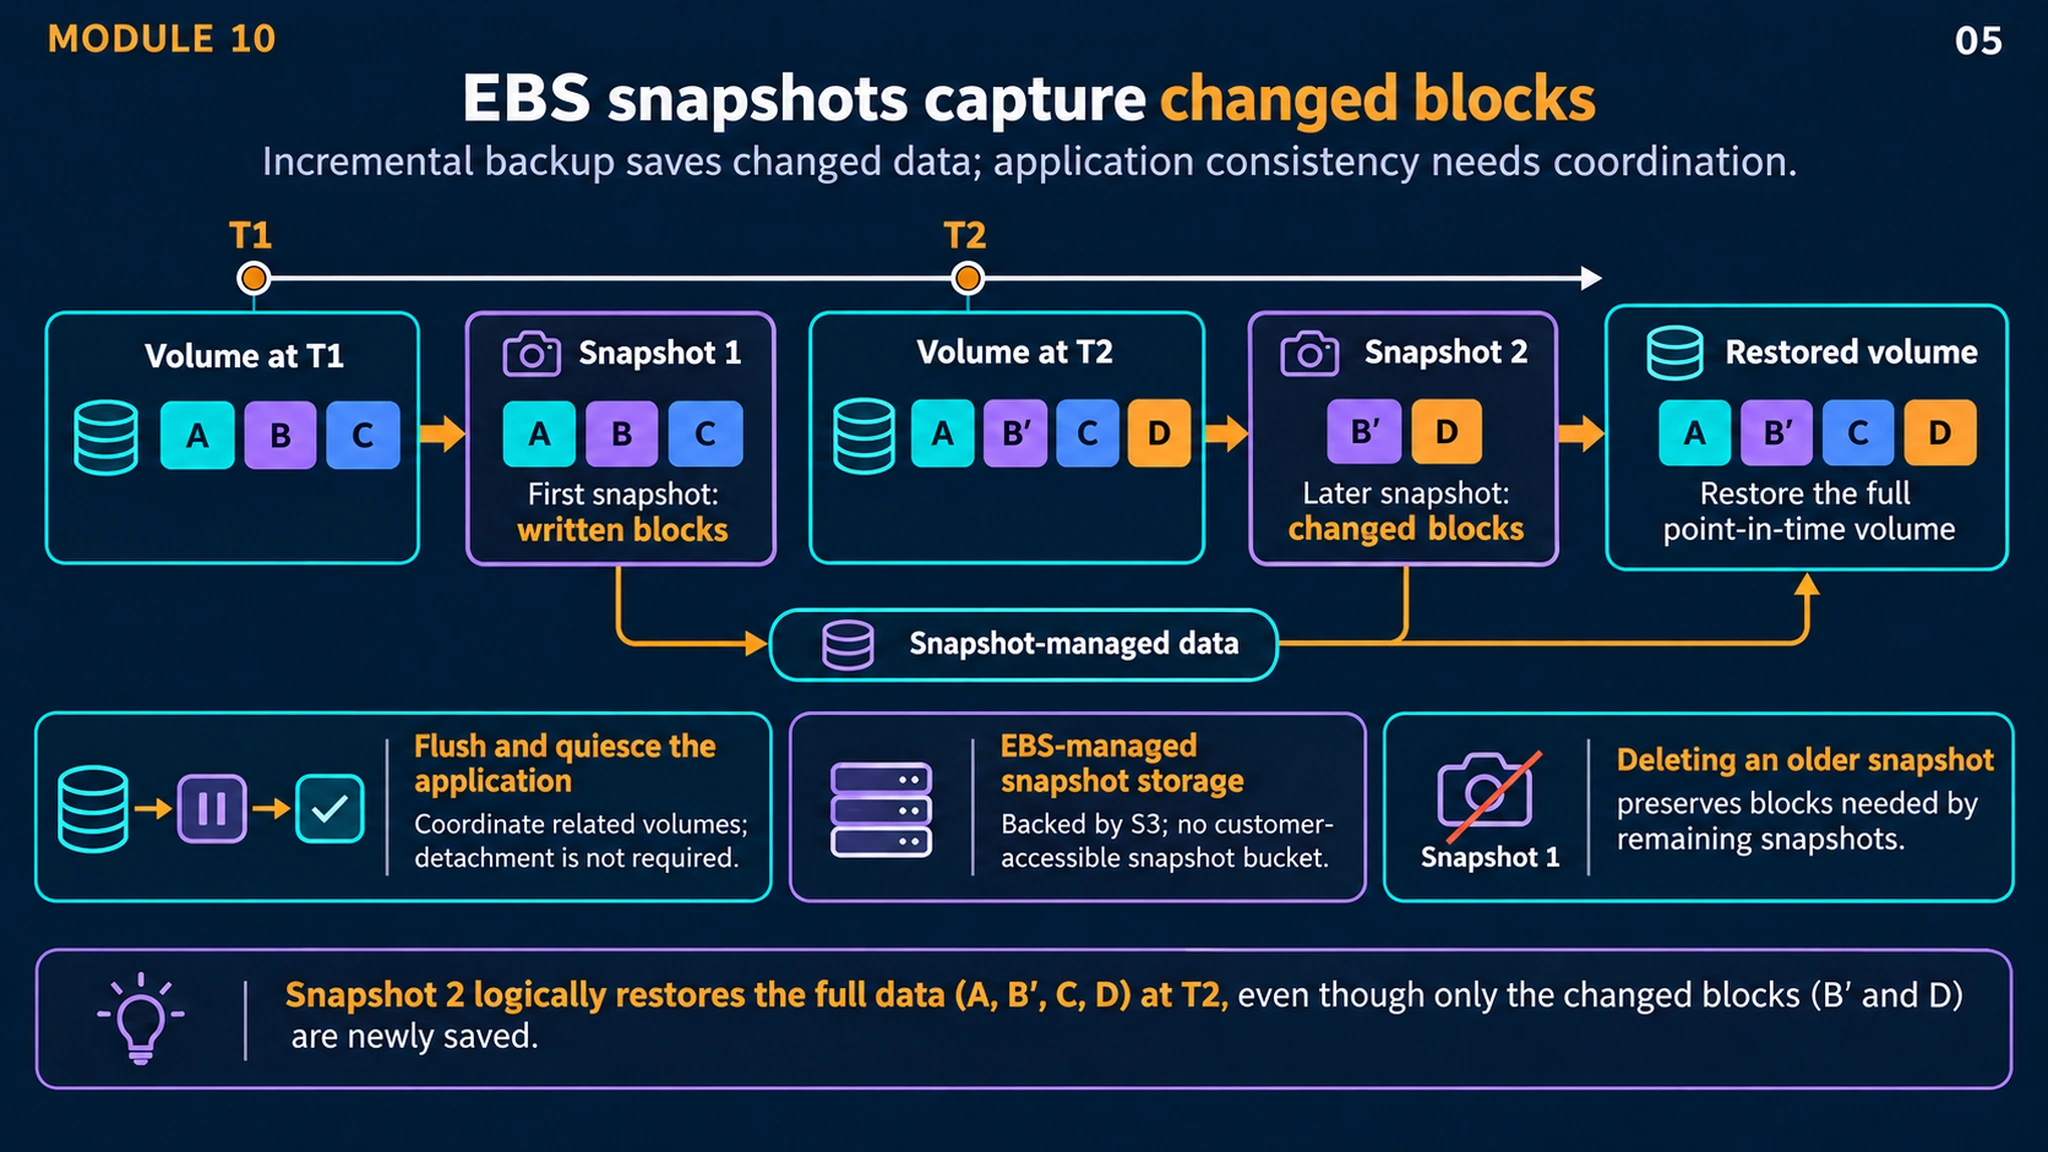 MODULE 10
05
EBS snapshots capture changed blocks
Incremental backup saves changed data; application consistency needs coordination.
T1
T2
Volume at T1
A B C
Snapshot 1
A B C
First snapshot:
written blocks
Volume at T2
A B′ C D
Snapshot 2
B′ D
Later snapshot:
changed blocks
Restored volume
A B′ C D
Restore the full
point-in-time volume
Snapshot-managed data
Flush and quiesce the
application
Coordinate related volumes;
detachment is not required.
EBS-managed
snapshot storage
Backed by S3; no customer-
accessible snapshot bucket.
Snapshot 1
Deleting an older snapshot
preserves blocks needed by
remaining snapshots.
Snapshot 2 logically restores the full data (A, B′, C, D) at T2, even though only the changed blocks (B′ and D)
are newly saved.